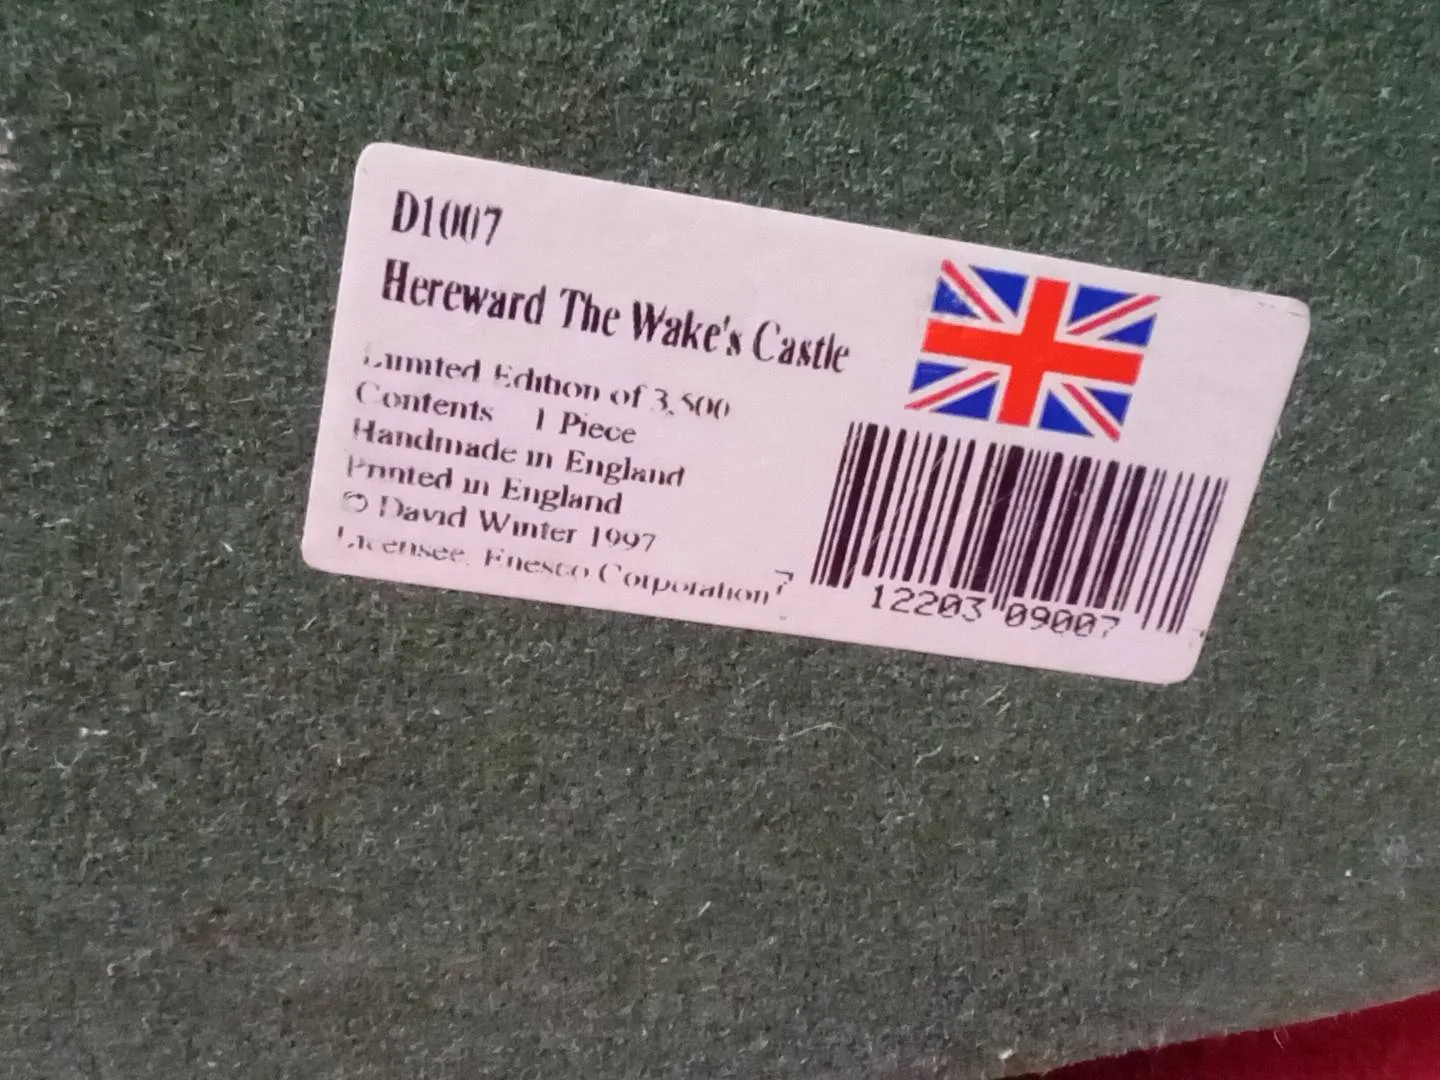 D1007
Hereward The Wake's Castle
Limited Edition of 3,500
Contents 1 Piece
Handmade in England
Printed in England
© David Winter 1997
Licensee. Enesco Corporation
7 12203 09007